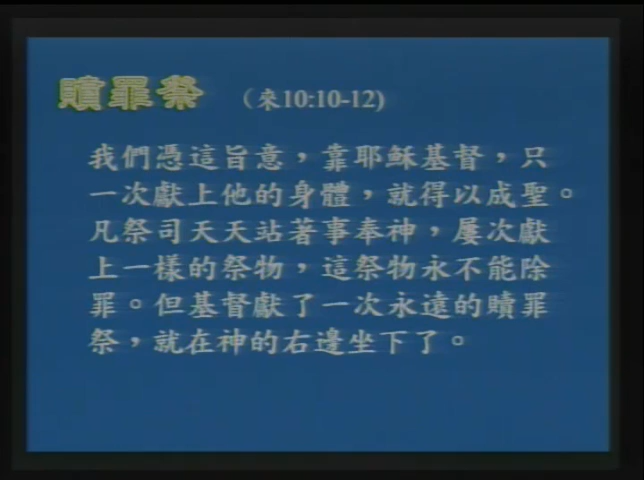 贖罪祭 (來10:10-12)
我們憑這旨意，靠耶穌基督，只
一次獻上他的身體，就得以成聖。
凡祭司天天站著事奉神，屢次獻
上一樣的祭物，這祭物永不能除
罪。但基督獻了一次永遠的贖罪
祭，就在神的右邊坐下了。